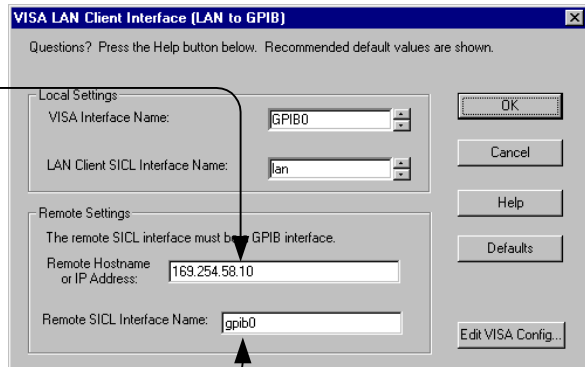 VISA LAN Client Interface (LAN to GPIB)
Questions? Press the Help button below. Recommended default values are shown.
Local Settings
VISA Interface Name: GPIB0
LAN Client SICL Interface Name: lan
OK
Cancel
Help
Defaults
Edit VISA Config...
Remote Settings
The remote SICL interface must be a GPIB interface.
Remote Hostname
or IP Address: 169.254.58.10
Remote SICL Interface Name: gpib0